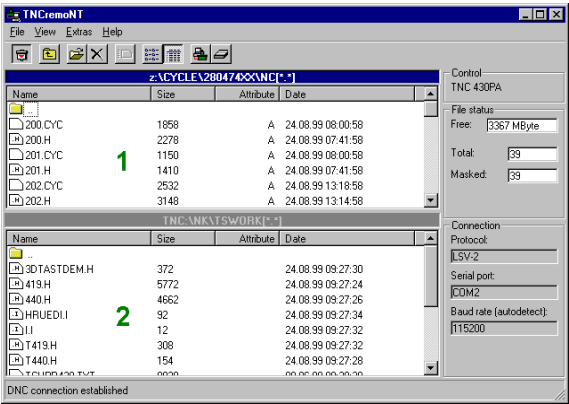 TNCremoNT
File View Extras Help
z:\CYCLE\280474XX\NC[*.*]
Name Size Attribute Date
..
200.CYC 1858 A 24.08.99 08:00:58
200.H 2278 A 24.08.99 07:41:58
201.CYC 1150 A 24.08.99 08:00:58
201.H 1410 A 24.08.99 07:41:58
202.CYC 2532 A 24.08.99 13:18:58
202.H 3148 A 24.08.99 13:14:58
1
TNC:\NK\TSWORK[*.*]
Name Size Attribute Date
..
3DTASTDEM.H 372 24.08.99 09:27:30
419.H 5772 24.08.99 09:27:24
440.H 4662 24.08.99 09:27:26
HRUEDI.I 92 24.08.99 09:27:34
I.I 12 24.08.99 09:27:32
T419.H 308 24.08.99 09:27:32
T440.H 154 24.08.99 09:27:28
2
Control
TNC 430PA
File status
Free: 3367 MByte
Total: 39
Masked: 39
Connection
Protocol:
LSV-2
Serial port:
COM2
Baud rate (autodetect):
115200
DNC connection established